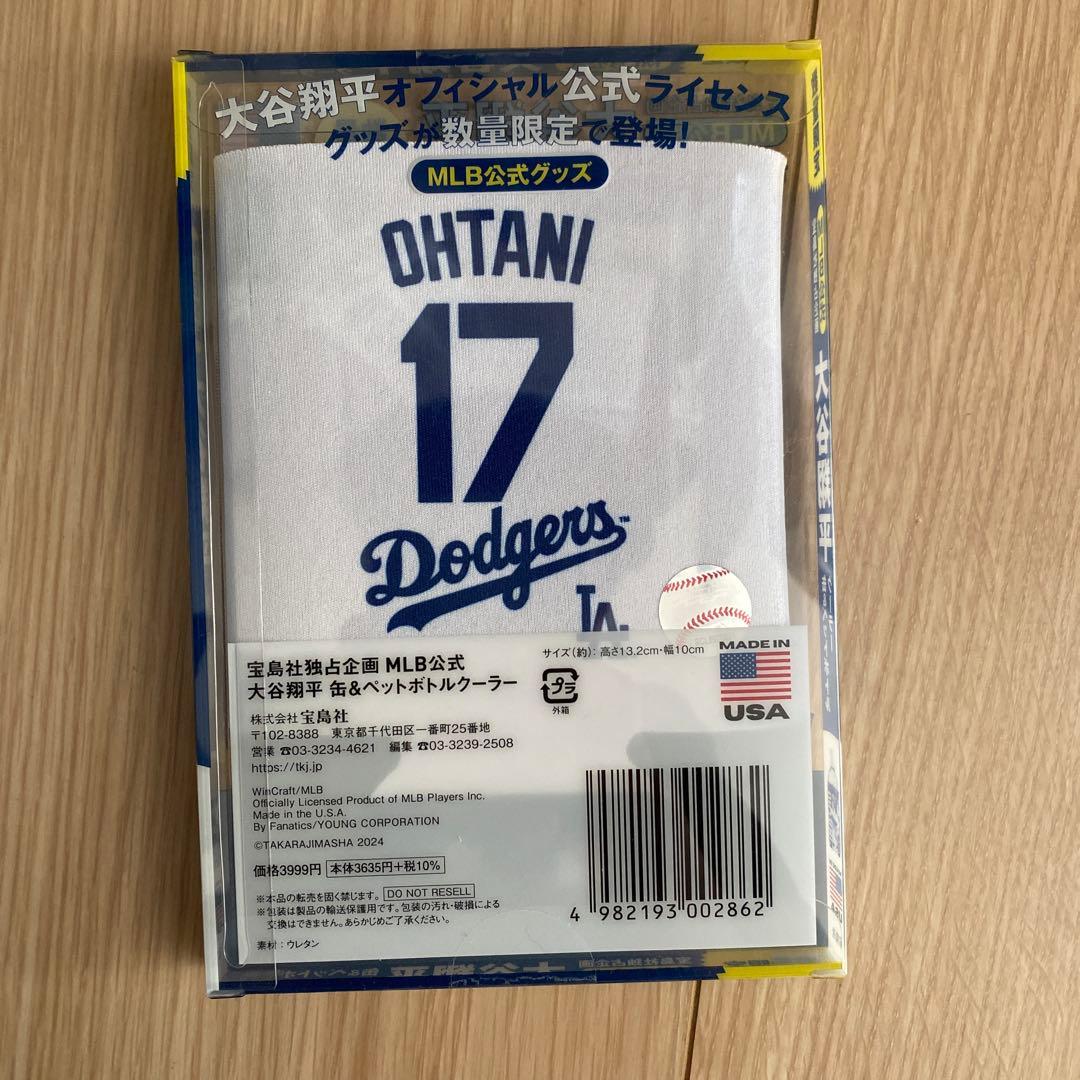 大谷翔平オフィシャル公式ライセンス
グッズが数量限定で登場!
MLB公式グッズ
OHTANI
17
Dodgers™
LA
宝島社独占企画 MLB公式
大谷翔平 缶&ペットボトルクーラー
株式会社 宝島社
〒102-8388 東京都千代田区一番町25番地
営業 ☎03-3234-4621 編集 ☎03-3239-2508
https://tkj.jp
WinCraft/MLB
Officially Licensed Product of MLB Players Inc.
Made in the U.S.A.
By Fanatics/YOUNG CORPORATION
©TAKARAJIMASHA 2024
価格3999円 本体3635円+税10%
※本品の転売を固く禁じます。 DO NOT RESELL
※包装は製品の輸送保護用です。包装の汚れ・破損による
交換はできません。あらかじめご了承ください。
素材:ウレタン
サイズ(約):高さ13.2cm・幅10cm
プラ
外箱
MADE IN
USA
4 982193 002862
大谷翔平